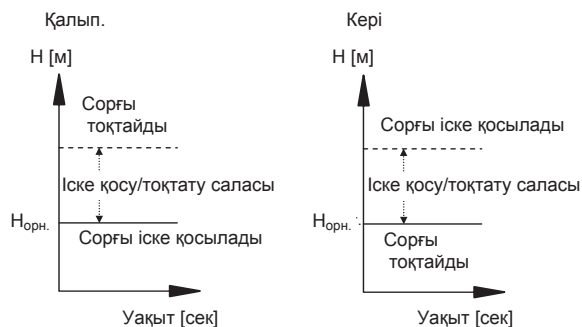 Қалып.
H [м]
Сорғы
тоқтайды
Іске қосу/тоқтату саласы
Hорн.
Сорғы іске қосылады
Уақыт [сек]
Кері
H [м]
Сорғы іске қосылады
Іске қосу/тоқтату саласы
Hорн.
Сорғы
тоқтайды
Уақыт [сек]